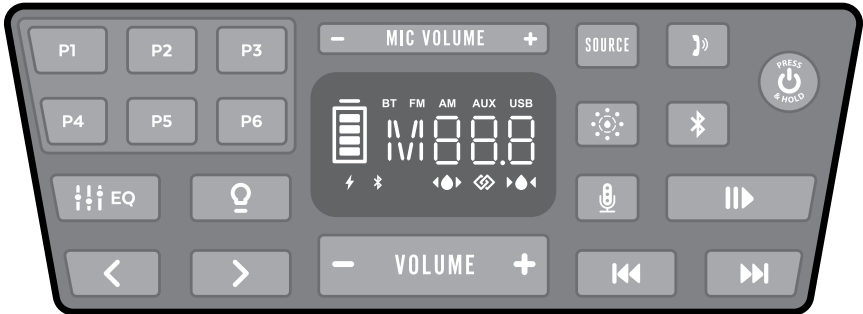 P1 P2 P3
- MIC VOLUME +
SOURCE
PRESS & HOLD
P4 P5 P6
BT FM AM AUX USB
M88.8
EQ
- VOLUME +